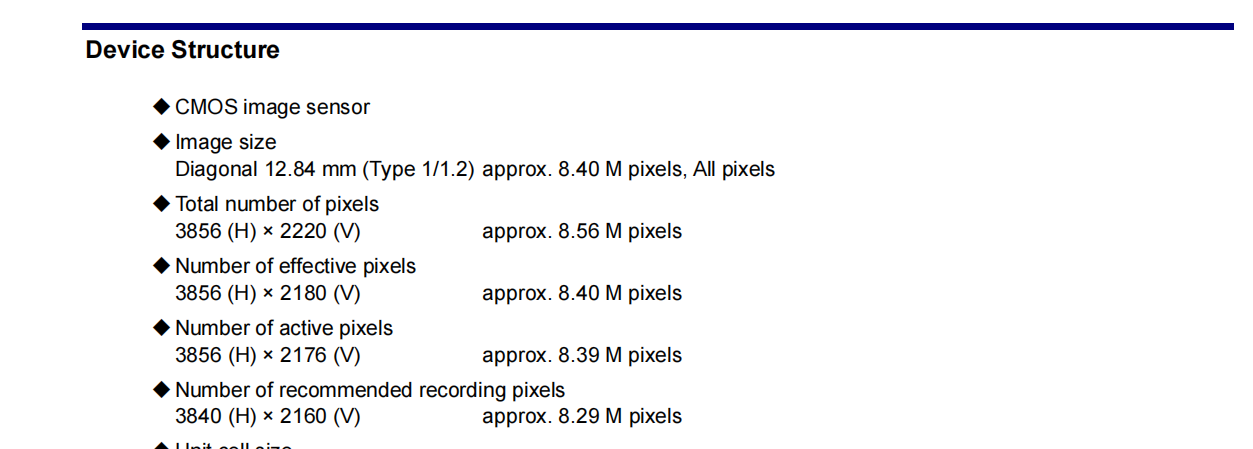 Device Structure
◆ CMOS image sensor
◆ Image size
Diagonal 12.84 mm (Type 1/1.2) approx. 8.40 M pixels, All pixels
◆ Total number of pixels
3856 (H) × 2220 (V) approx. 8.56 M pixels
◆ Number of effective pixels
3856 (H) × 2180 (V) approx. 8.40 M pixels
◆ Number of active pixels
3856 (H) × 2176 (V) approx. 8.39 M pixels
◆ Number of recommended recording pixels
3840 (H) × 2160 (V) approx. 8.29 M pixels
◆ Unit cell size